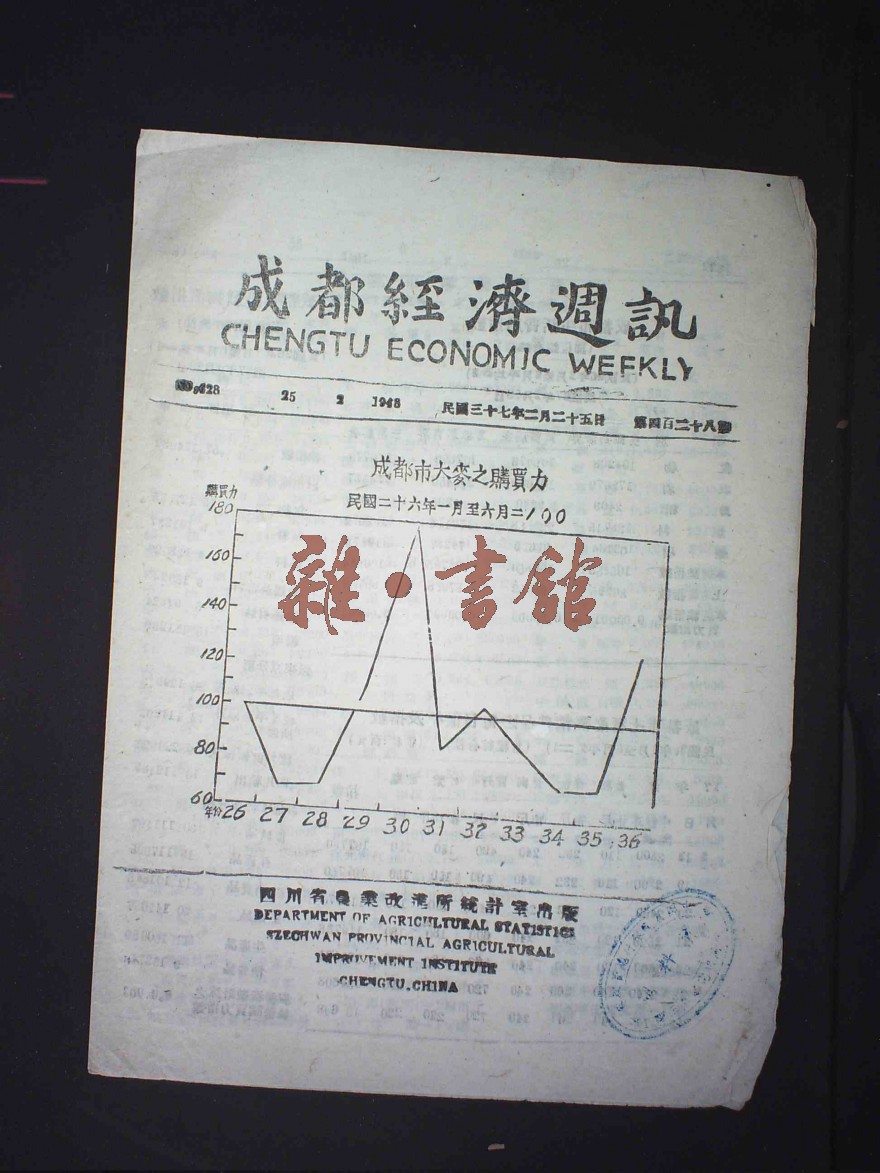 成都經濟週訊
CHENGTU ECONOMIC WEEKLY
NO.428 25 2 1948 民國三十七年二月二十五日 第四百二十八號
成都市大麥之購買力
民國二十六年一月至六月=100
購買力
180
160
140
120
100
80
60
年份 26 27 28 29 30 31 32 33 34 35 36
雜·書館
四川省農業改進所統計室出版
DEPARTMENT OF AGRICULTURAL STATISTICS
SZECHWAN PROVINCIAL AGRICULTURAL
IMPROVEMENT INSTITUTE
CHENGTU.CHINA